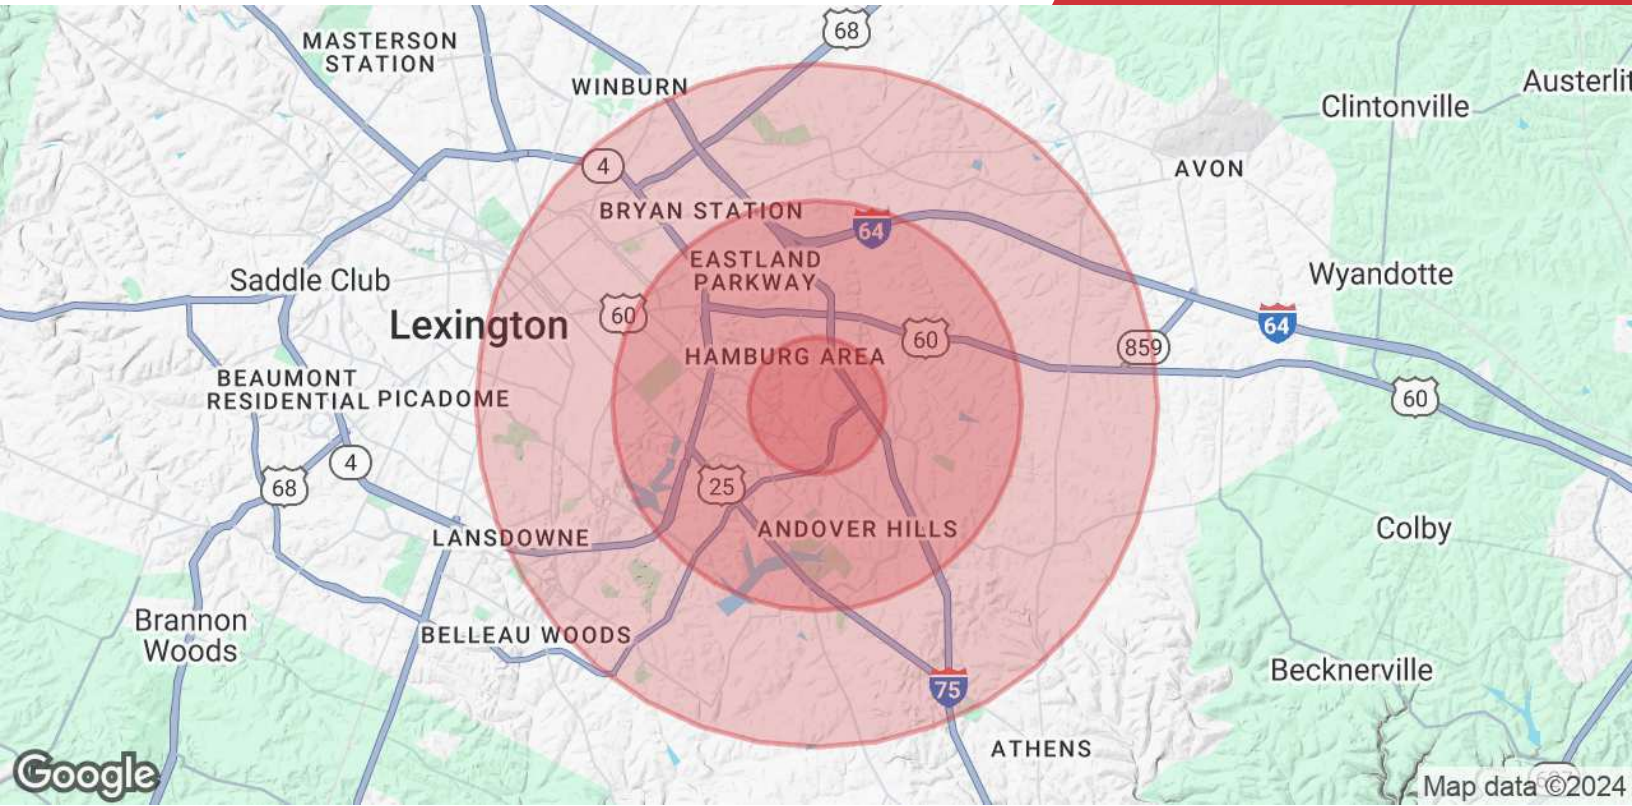 68
MASTERSON
STATION
WINBURN
Clintonville
4
AVON
BRYAN STATION
64
EASTLAND
PARKWAY
Saddle Club
Wyandotte
60
Lexington
64
60
859
HAMBURG AREA
BEAUMONT
RESIDENTIAL
PICADOME
60
4
68
25
ANDOVER HILLS
Colby
LANSDOWNE
Brannon
Woods
BELLEAU WOODS
Becknerville
75
ATHENS
Google
Map data ©2024